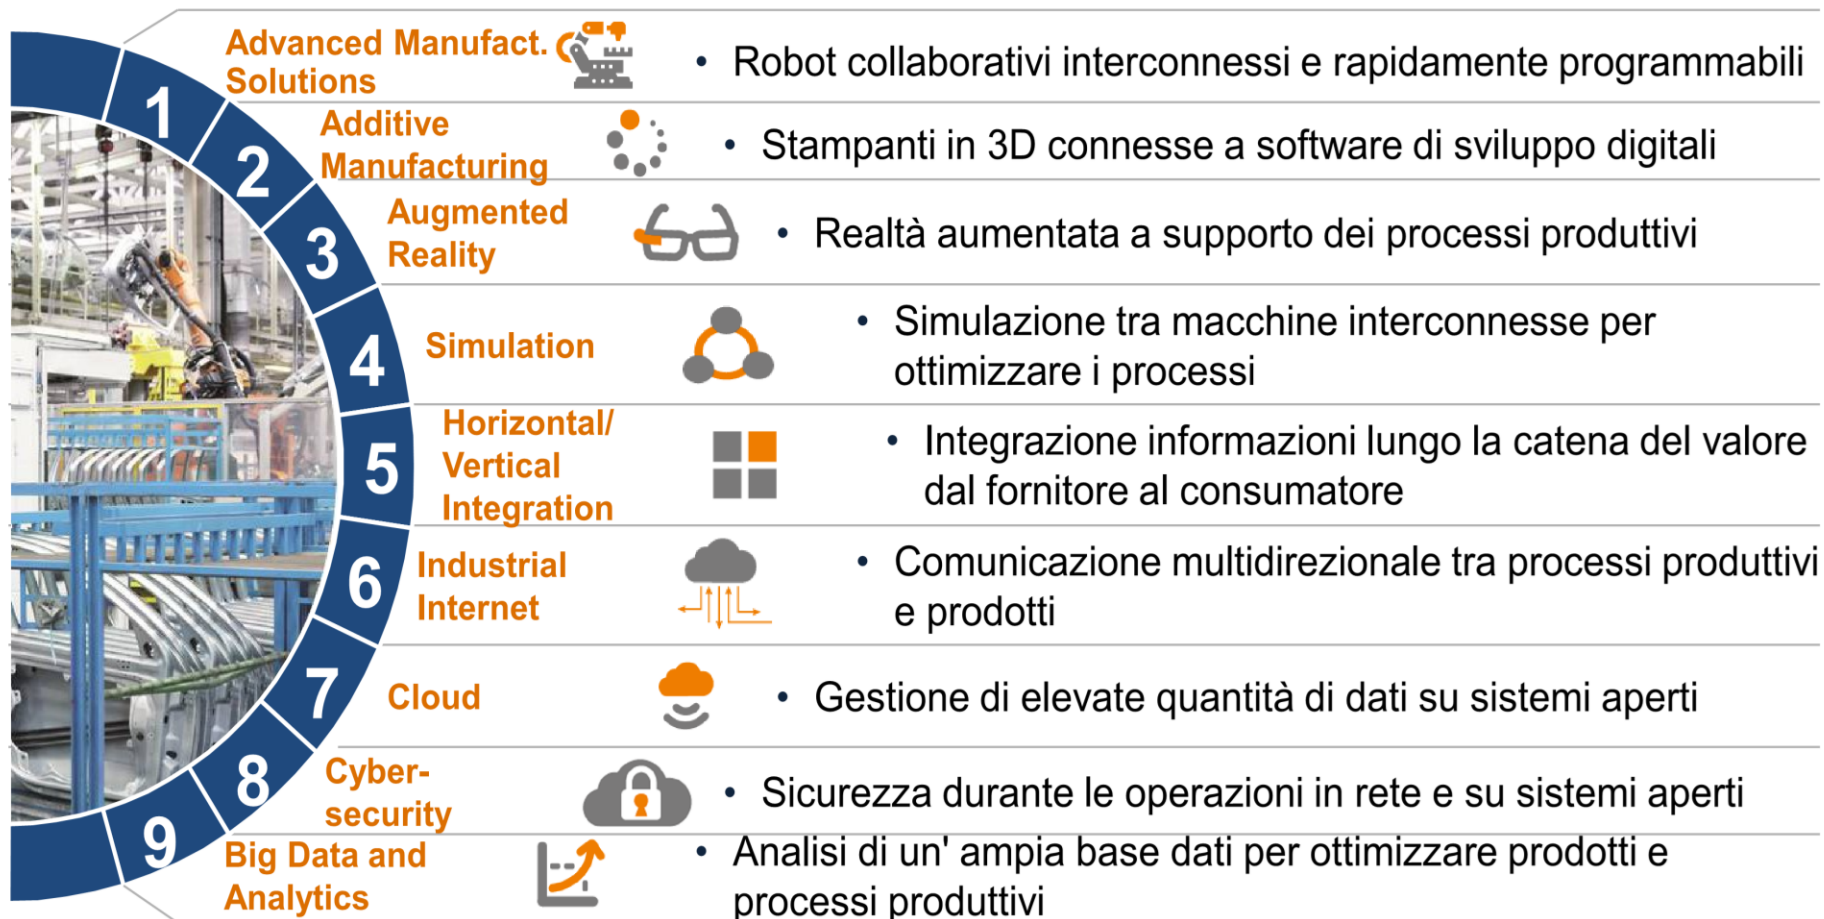 1
Advanced Manufact.
Solutions
• Robot collaborativi interconnessi e rapidamente programmabili
2
Additive
Manufacturing
• Stampanti in 3D connesse a software di sviluppo digitali
3
Augmented
Reality
• Realtà aumentata a supporto dei processi produttivi
4
Simulation
• Simulazione tra macchine interconnesse per
ottimizzare i processi
5
Horizontal/
Vertical
Integration
• Integrazione informazioni lungo la catena del valore
dal fornitore al consumatore
6
Industrial
Internet
• Comunicazione multidirezionale tra processi produttivi
e prodotti
7
Cloud
• Gestione di elevate quantità di dati su sistemi aperti
8
Cyber-
security
• Sicurezza durante le operazioni in rete e su sistemi aperti
9
Big Data and
Analytics
• Analisi di un' ampia base dati per ottimizzare prodotti e
processi produttivi